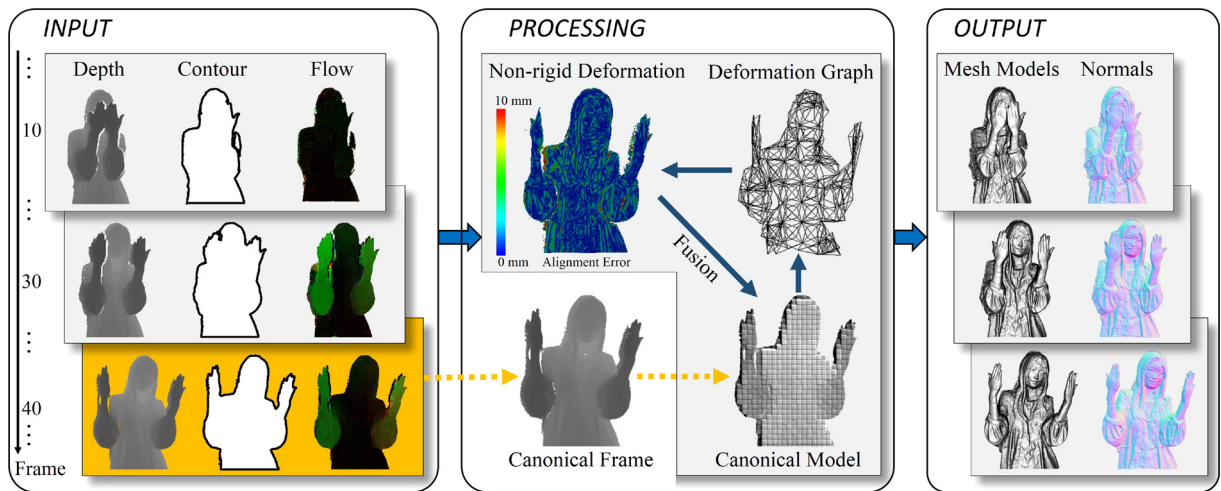 INPUT
Depth Contour Flow
10
30
40
Frame
PROCESSING
Non-rigid Deformation Deformation Graph
10 mm
0 mm Alignment Error
Fusion
Canonical Frame Canonical Model
OUTPUT
Mesh Models Normals